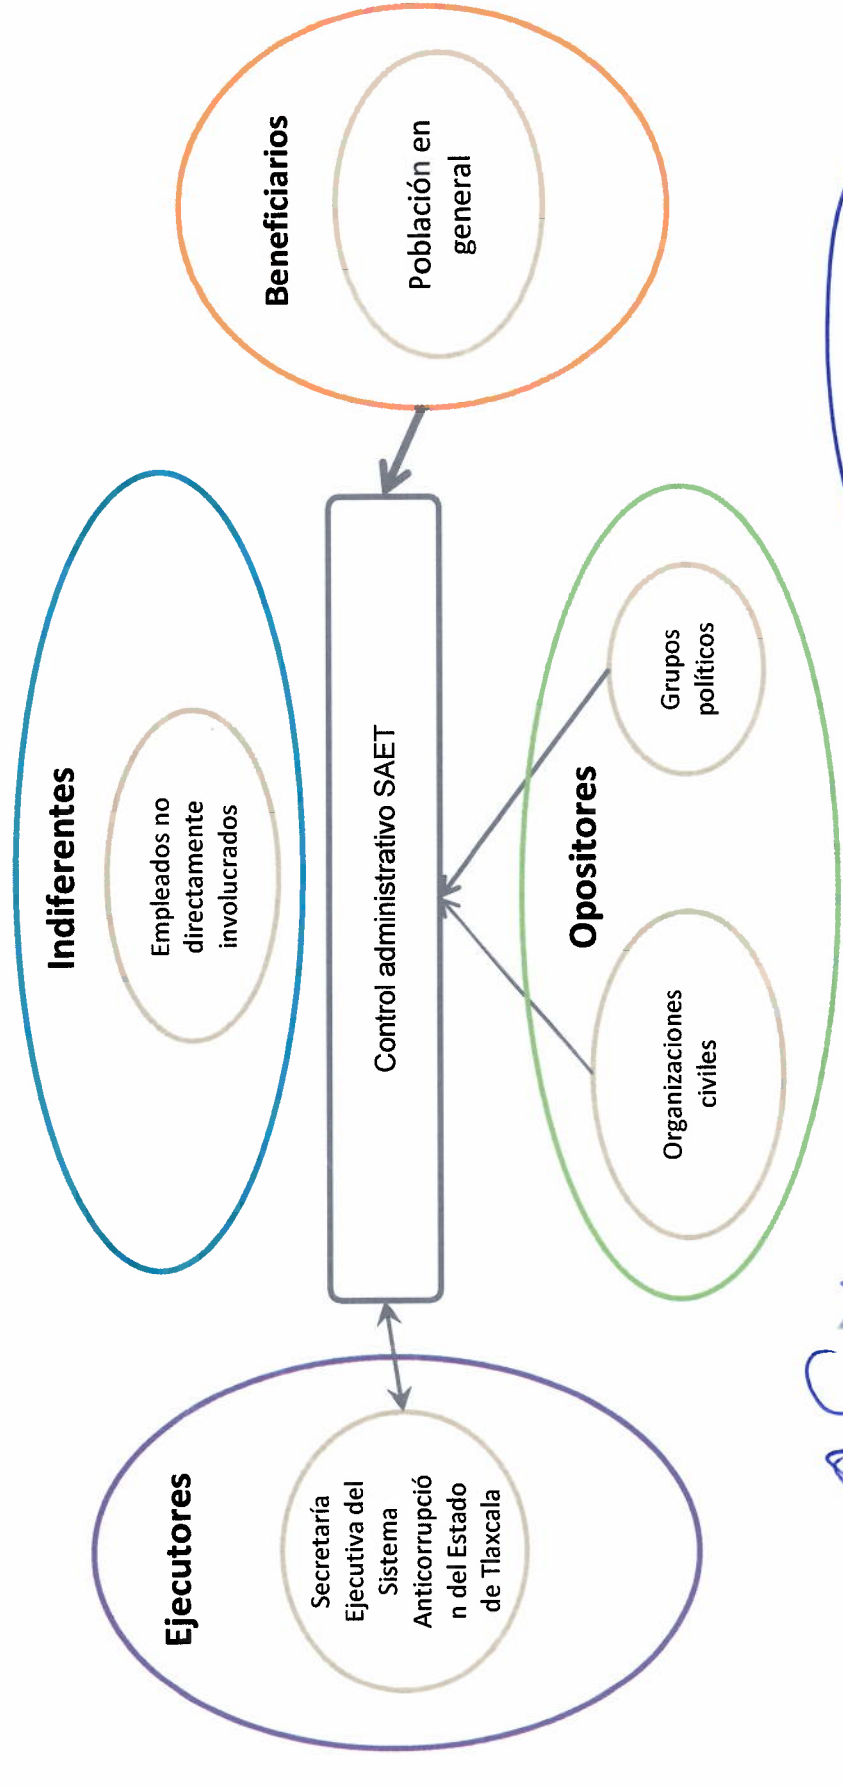 Indiferentes
Empleados no
directamente
involucrados
Ejecutores
Secretaría
Ejecutiva del
Sistema
Anticorrupció
n del Estado
de Tlaxcala
Control administrativo SAET
Beneficiarios
Población en
general
Opositores
Organizaciones
civiles
Grupos
políticos